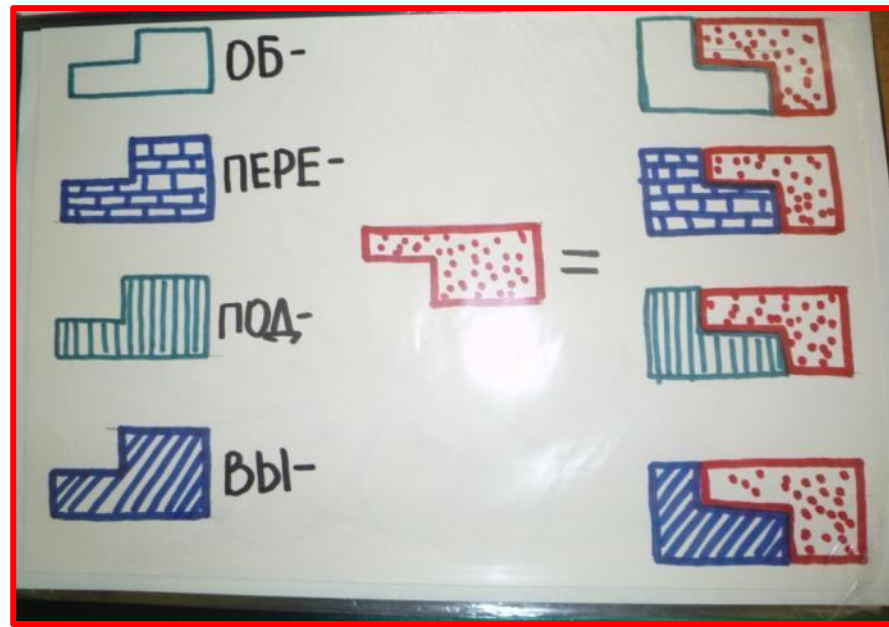 ОБ-
ПЕРЕ-
=
ПОД-
ВЫ-